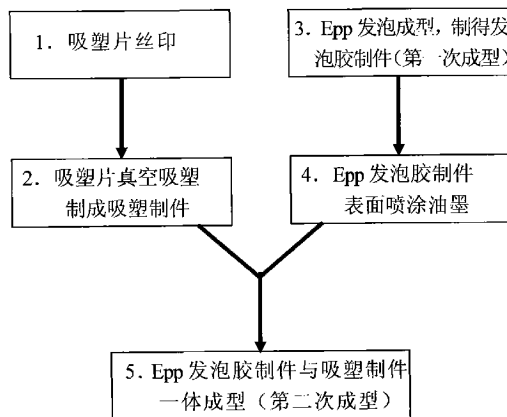 1. 吸塑片丝印
3. Epp 发泡成型，制得发
泡胶制件（第一次成型）
2. 吸塑片真空吸塑
制成吸塑制件
4. Epp 发泡胶制件
表面喷涂油墨
5. Epp 发泡胶制件与吸塑制件
一体成型（第二次成型）